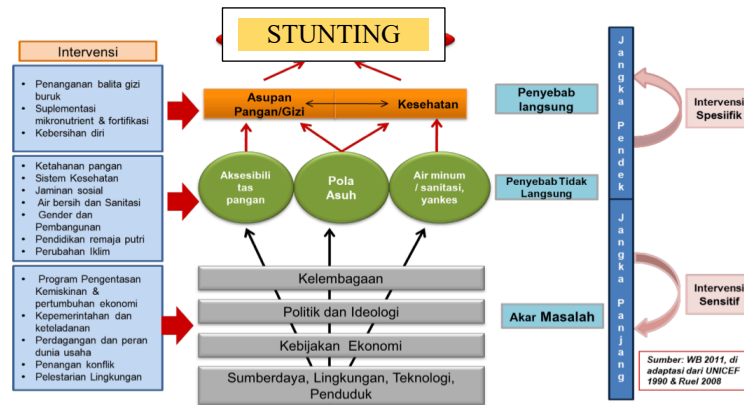 STUNTING
Intervensi
• Penanganan balita gizi
buruk
• Suplementasi
mikronutrient & fortifikasi
• Kebersihan diri
Asupan
Pangan/Gizi
Kesehatan
Penyebab
langsung
• Ketahanan pangan
• Sistem Kesehatan
• Jaminan sosial
• Air bersih dan Sanitasi
• Gender dan
Pembangunan
• Pendidikan remaja putri
• Perubahan Iklim
Aksesibili
tas
pangan
Pola
Asuh
Air minum
/ sanitasi,
yankes
Penyebab Tidak
Langsung
• Program Pengentasan
Kemiskinan &
pertumbuhan ekonomi
• Kepemerintahan dan
keteladanan
• Perdagangan dan peran
dunia usaha
• Penangan konflik
• Pelestarian Lingkungan
Kelembagaan
Politik dan Ideologi
Kebijakan Ekonomi
Sumberdaya, Lingkungan, Teknologi,
Penduduk
Akar Masalah
Jangka Pendek
Jangka Panjang
Intervensi
Spesiifik
Intervensi
Sensitif
Sumber: WB 2011, di
adaptasi dari UNICEF
1990 & Ruel 2008